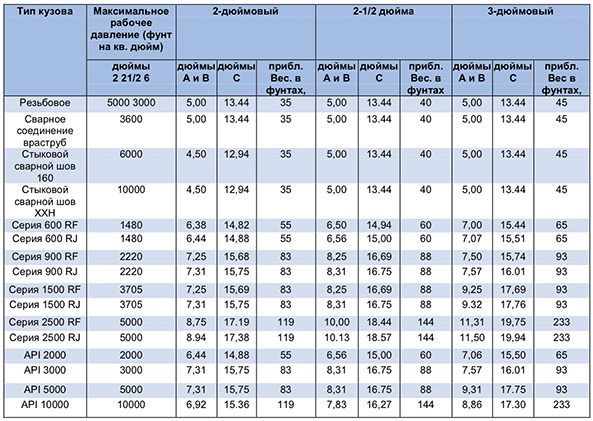 Тип кузова Максимальное рабочее давление (фунт на кв. дюйм) 2-дюймовый 2-1/2 дюйма 3-дюймовый
дюймы 2 21/2 6 дюймы А и В дюймы С прибл. Вес. в фунтах, дюймы А и В дюймы С прибл. Вес. в фунтах дюймы А и В дюймы С прибл. Вес в фунтах,
Резьбовое 5000 3000 5,00 13.44 35 5,00 13.44 40 5,00 13.44 45
Сварное соединение враструб 3600 5,00 13.44 35 5,00 13.44 40 5,00 13.44 45
Стыковой сварной шов 160 6000 4,50 12,94 35 5,00 13.44 40 5,00 13.44 45
Стыковой сварной шов XXH 10000 4,50 12,94 35 5,00 13.44 40 5,00 13.44 45
Серия 600 RF 1480 6,38 14,82 55 6,50 14,94 60 7,00 15.44 65
Серия 600 RJ 1480 6,44 14,88 55 6,56 15,00 60 7,07 15,51 65
Серия 900 RF 2220 7,25 15,68 83 8,25 16,69 88 7,50 15,74 93
Серия 900 RJ 2220 7,31 15,75 83 8,31 16.75 88 7,57 16.01 93
Серия 1500 RF 3705 7,25 15,69 83 8,25 16,69 88 9,25 17,69 93
Серия 1500 RJ 3705 7,31 15,75 83 8,31 16.75 88 9.32 17,76 93
Серия 2500 RF 5000 8,75 17.19 119 10,00 18.44 144 11,31 19,75 233
Серия 2500 RJ 5000 8.94 17,38 119 10.13 18.57 144 11,50 19,94 233
API 2000 2000 6,44 14,88 55 6,56 15,00 60 7,06 15,50 65
API 3000 3000 7,31 15,75 83 8,31 16.75 88 7,57 16.01 93
API 5000 5000 7,31 15,75 83 8,31 16.75 88 9,31 17.75 93
API 10000 10000 6,92 15.36 119 7,83 16,27 144 8,86 17.30 233